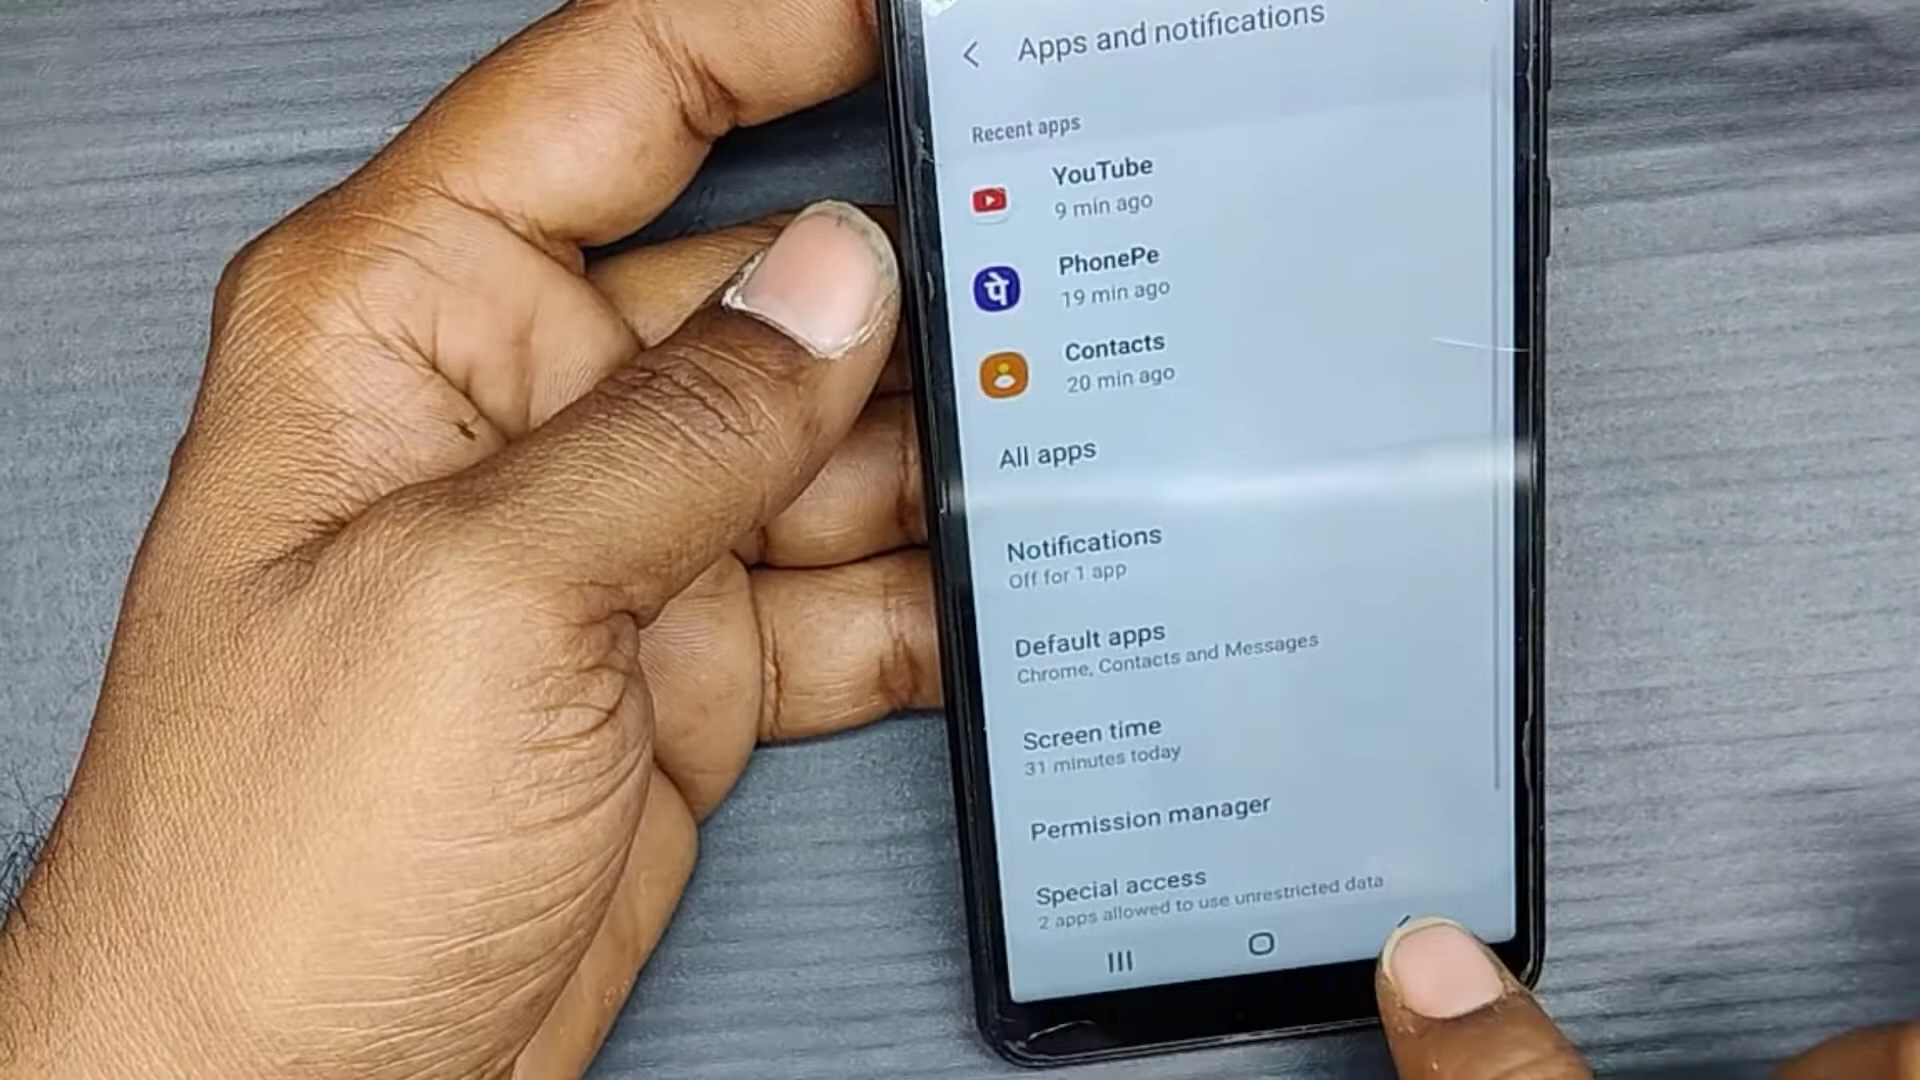 Apps and notifications
Recent apps
YouTube
9 min ago
पे
PhonePe
19 min ago
Contacts
20 min ago
All apps
Notifications
Off for 1 app
Default apps
Chrome, Contacts and Messages
Screen time
31 minutes today
Permission manager
Special access
2 apps allowed to use unrestricted data